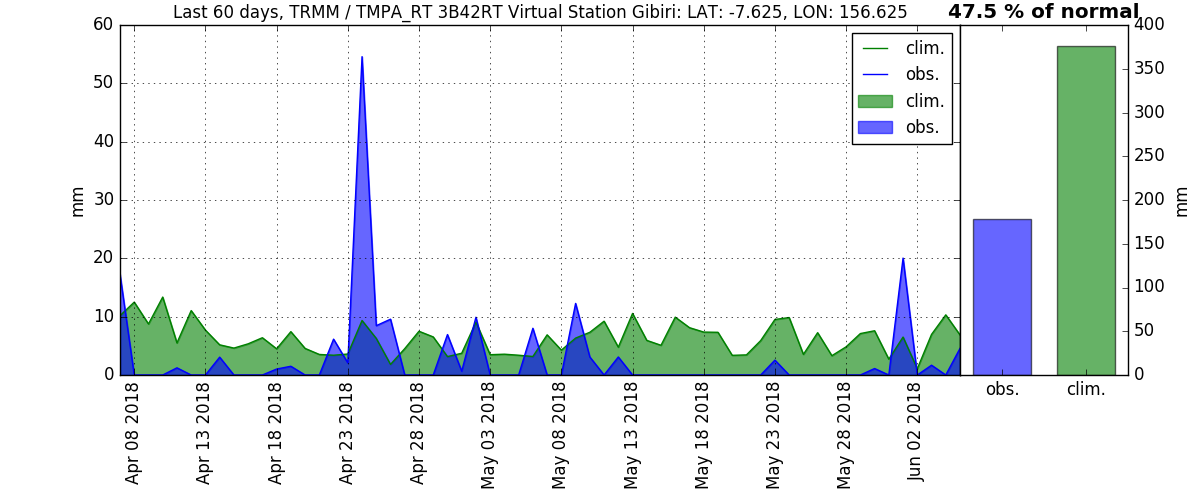 Last 60 days, TRMM / TMPA_RT 3B42RT Virtual Station Gibiri: LAT: -7.625, LON: 156.625
47.5 % of normal
mm
60
50
40
30
20
10
0
clim.
obs.
clim.
obs.
400
350
300
250
200
150
100
50
0
mm
Apr 08 2018
Apr 13 2018
Apr 18 2018
Apr 23 2018
Apr 28 2018
May 03 2018
May 08 2018
May 13 2018
May 18 2018
May 23 2018
May 28 2018
Jun 02 2018
obs.
clim.